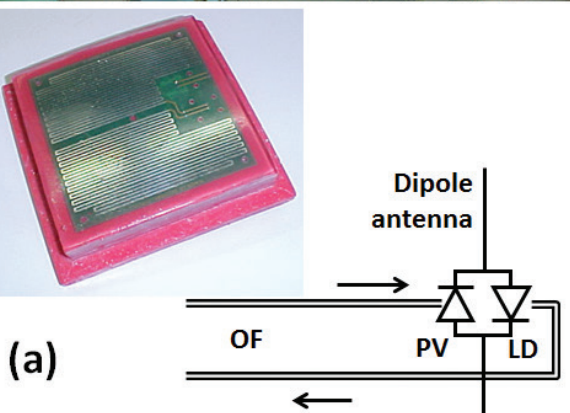 Dipole
antenna
OF
PV
LD
(a)